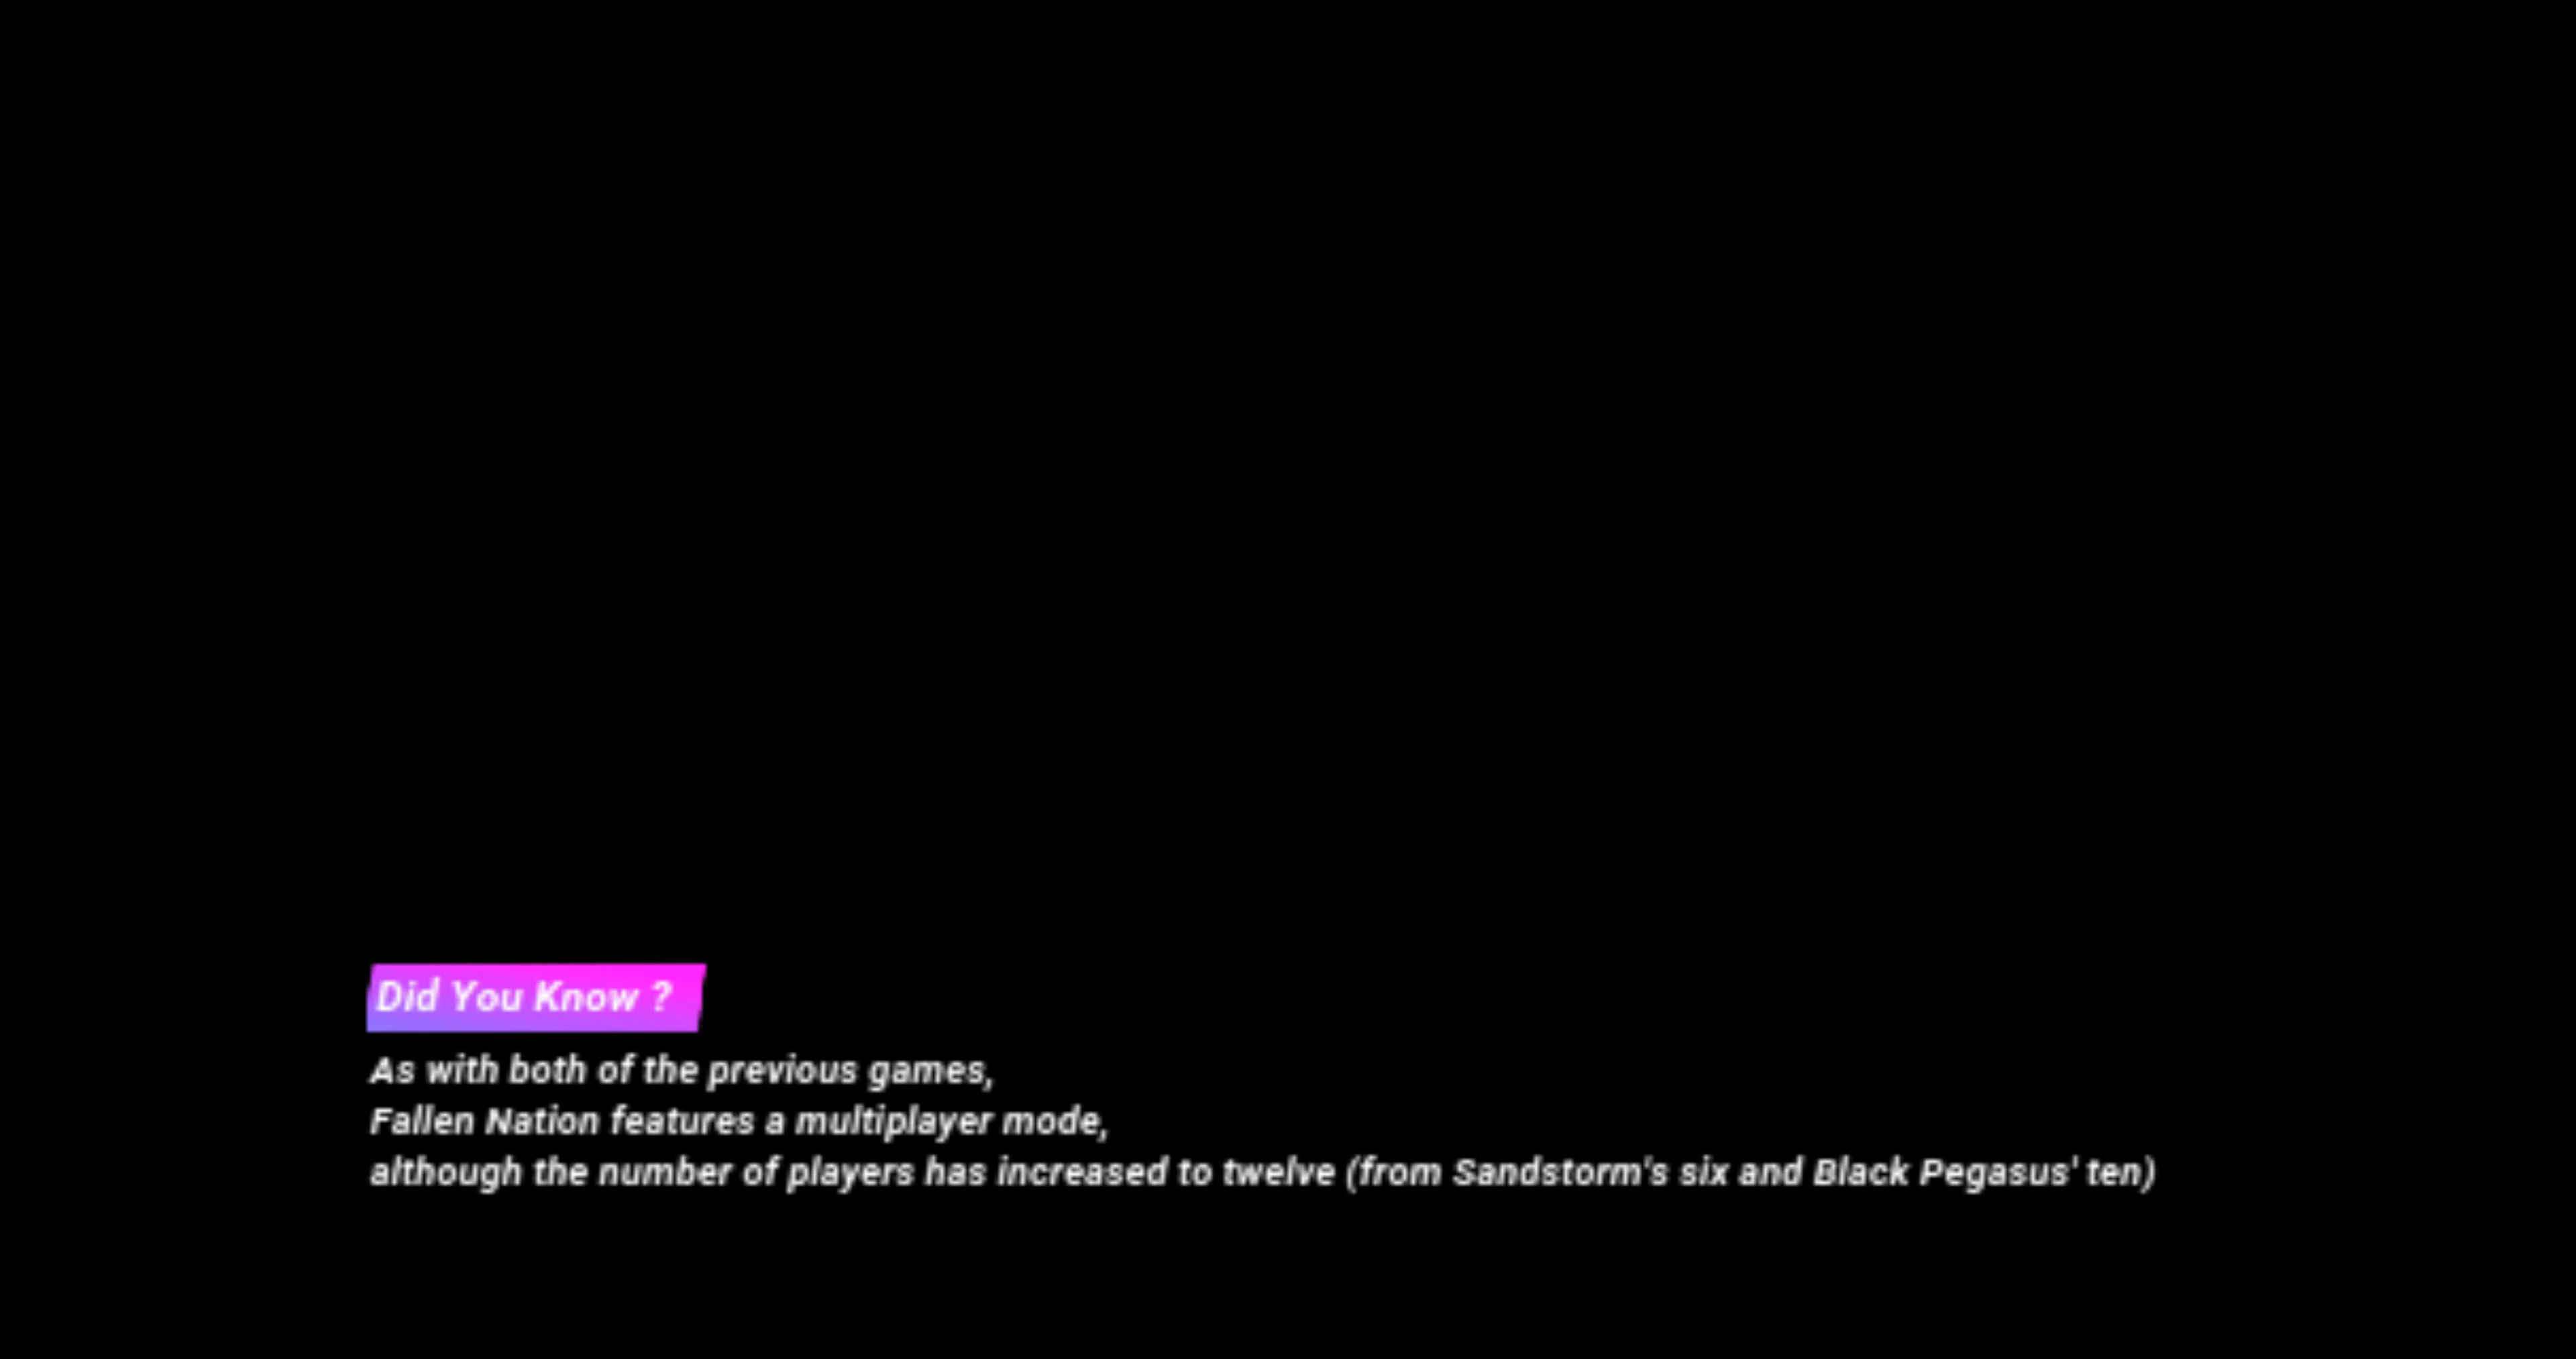 Did You Know ?
As with both of the previous games,
Fallen Nation features a multiplayer mode,
although the number of players has increased to twelve (from Sandstorm's six and Black Pegasus' ten)